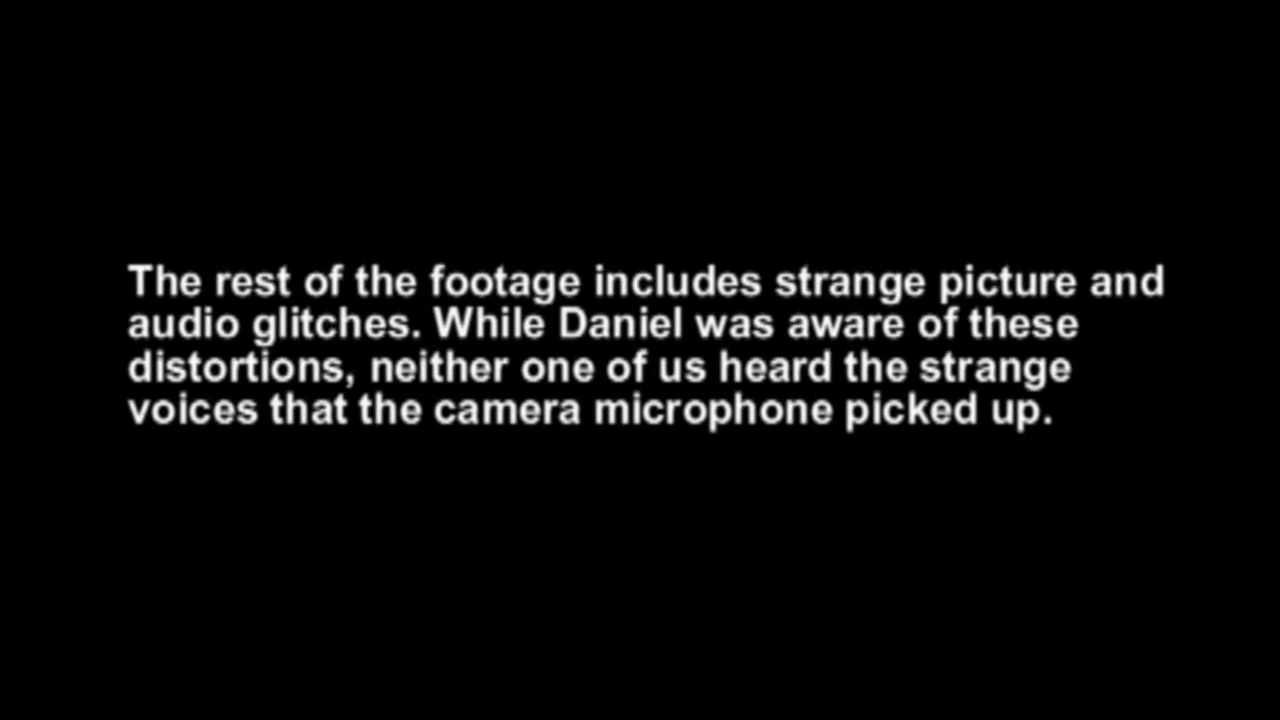 The rest of the footage includes strange picture and
audio glitches. While Daniel was aware of these
distortions, neither one of us heard the strange
voices that the camera microphone picked up.